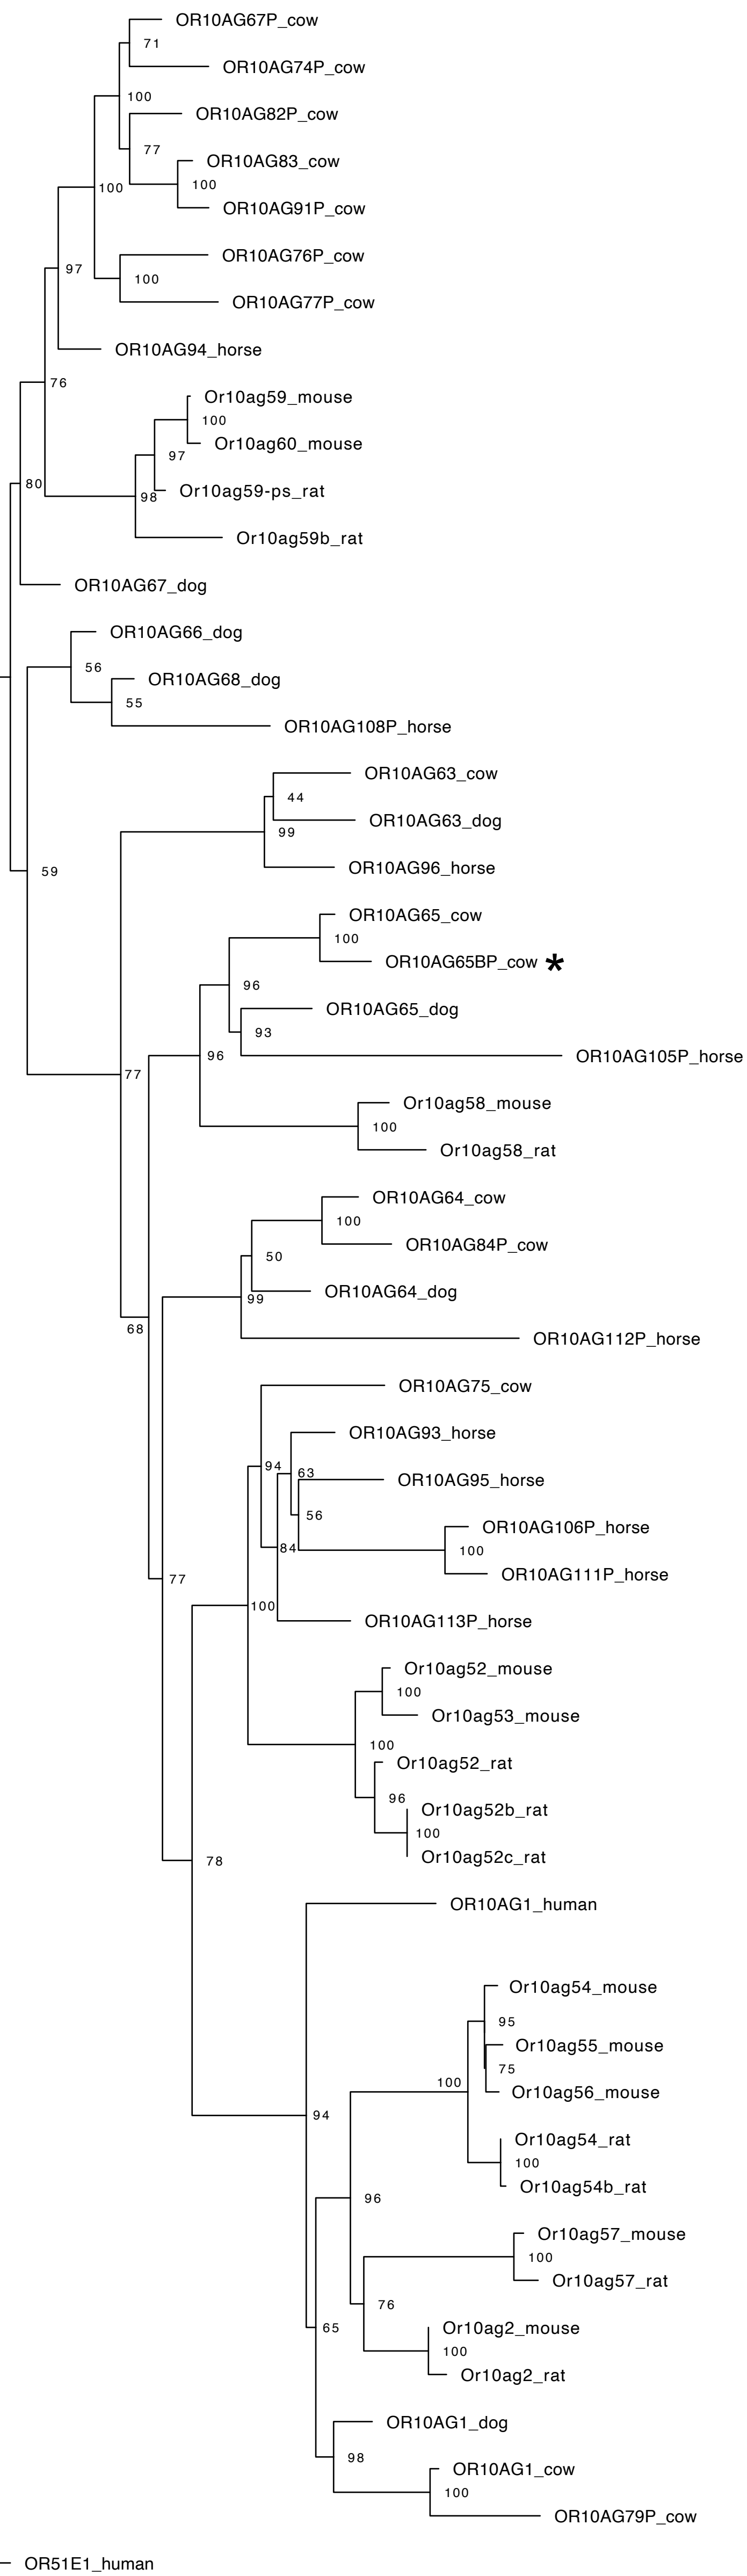 OR10AG67P_cow
71
OR10AG74P_cow
100
OR10AG82P_cow
77
OR10AG83_cow
100
100
OR10AG91P_cow
OR10AG76P_cow
97
100
OR10AG77P_cow
OR10AG94_horse
76
Or10ag59_mouse
100
Or10ag60_mouse
97
80
Or10ag59-ps_rat
98
Or10ag59b_rat
OR10AG67_dog
OR10AG66_dog
56
OR10AG68_dog
55
OR10AG108P_horse
OR10AG63_cow
44
OR10AG63_dog
99
OR10AG96_horse
59
OR10AG65_cow
100
OR10AG65BP_cow *
96
OR10AG65_dog
93
96
OR10AG105P_horse
77
Or10ag58_mouse
100
Or10ag58_rat
OR10AG64_cow
100
OR10AG84P_cow
50
OR10AG64_dog
99
68
OR10AG112P_horse
OR10AG75_cow
OR10AG93_horse
94
63
OR10AG95_horse
56
OR10AG106P_horse
84
100
OR10AG111P_horse
77
100
OR10AG113P_horse
Or10ag52_mouse
100
Or10ag53_mouse
100
Or10ag52_rat
96
Or10ag52b_rat
100
Or10ag52c_rat
78
OR10AG1_human
Or10ag54_mouse
95
Or10ag55_mouse
75
100
Or10ag56_mouse
94
Or10ag54_rat
100
Or10ag54b_rat
96
Or10ag57_mouse
100
Or10ag57_rat
76
65
Or10ag2_mouse
100
Or10ag2_rat
OR10AG1_dog
98
OR10AG1_cow
100
OR10AG79P_cow
OR51E1_human